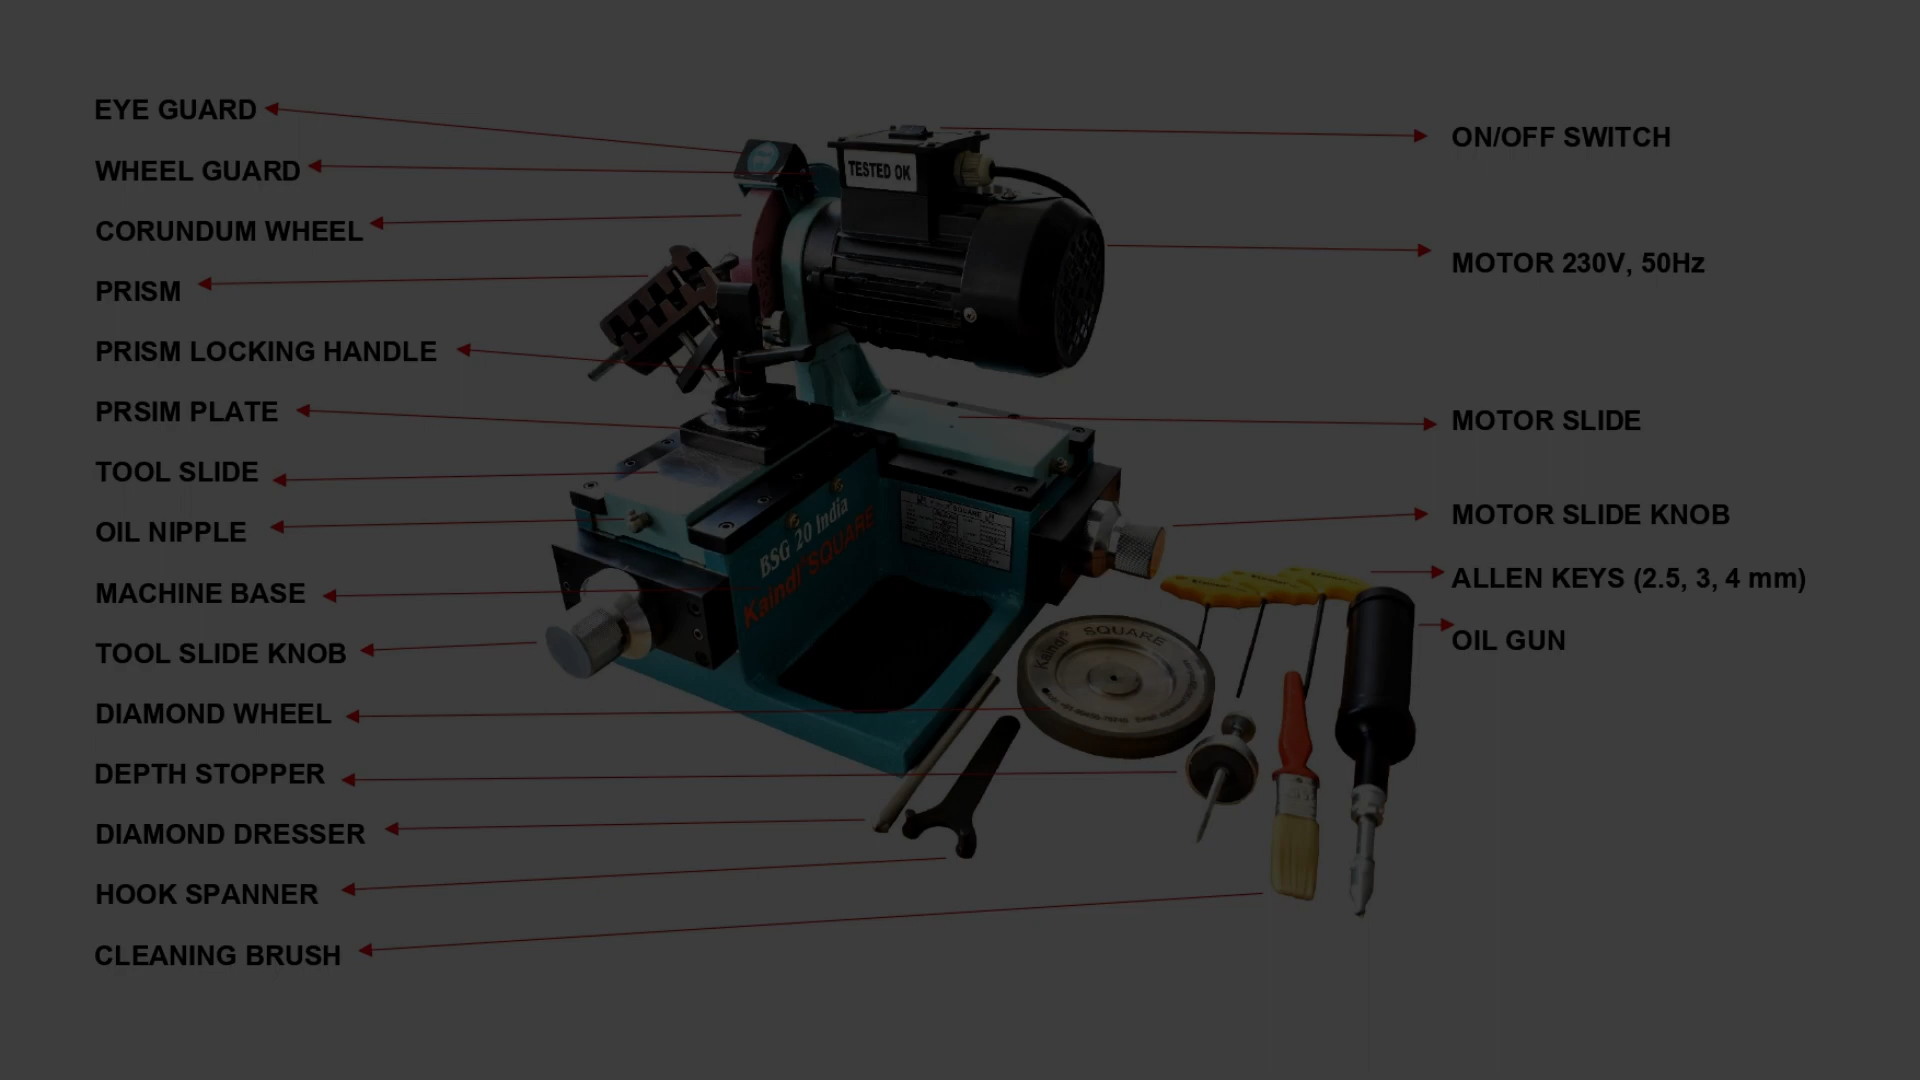 EYE GUARD
WHEEL GUARD
CORUNDUM WHEEL
PRISM
PRISM LOCKING HANDLE
PRSIM PLATE
TOOL SLIDE
OIL NIPPLE
MACHINE BASE
TOOL SLIDE KNOB
DIAMOND WHEEL
DEPTH STOPPER
DIAMOND DRESSER
HOOK SPANNER
CLEANING BRUSH
TESTED OK
BSG 20 India
Kaindl SQUARE
SQUARE
Kaindl® SQUARE
ON/OFF SWITCH
MOTOR 230V, 50Hz
MOTOR SLIDE
MOTOR SLIDE KNOB
ALLEN KEYS (2.5, 3, 4 mm)
OIL GUN